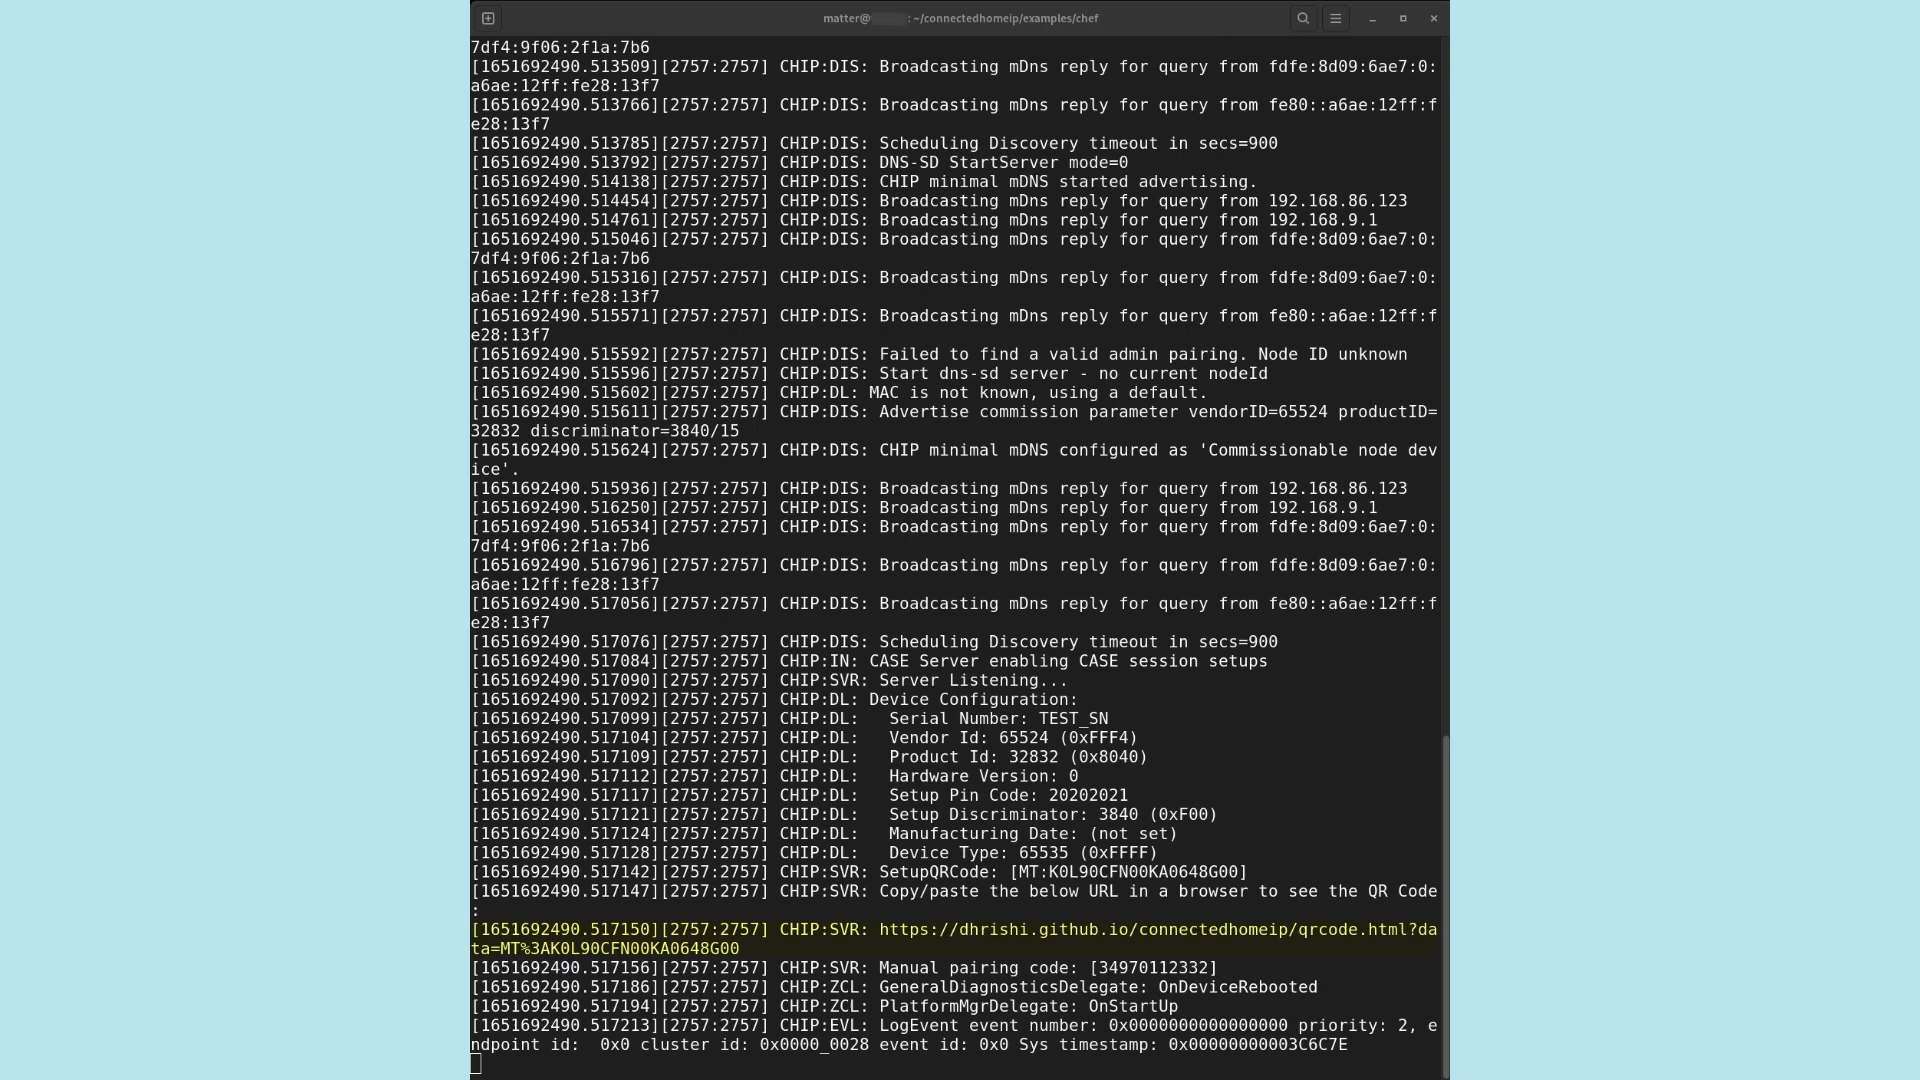 matter@ : ~/connectedhomeip/examples/chef
7df4:9f06:2f1a:7b6
[1651692490.513509][2757:2757] CHIP:DIS: Broadcasting mDns reply for query from fdfe:8d09:6ae7:0:
a6ae:12ff:fe28:13f7
[1651692490.513766][2757:2757] CHIP:DIS: Broadcasting mDns reply for query from fe80::a6ae:12ff:f
e28:13f7
[1651692490.513785][2757:2757] CHIP:DIS: Scheduling Discovery timeout in secs=900
[1651692490.513792][2757:2757] CHIP:DIS: DNS-SD StartServer mode=0
[1651692490.514138][2757:2757] CHIP:DIS: CHIP minimal mDNS started advertising.
[1651692490.514454][2757:2757] CHIP:DIS: Broadcasting mDns reply for query from 192.168.86.123
[1651692490.514761][2757:2757] CHIP:DIS: Broadcasting mDns reply for query from 192.168.9.1
[1651692490.515046][2757:2757] CHIP:DIS: Broadcasting mDns reply for query from fdfe:8d09:6ae7:0:
7df4:9f06:2f1a:7b6
[1651692490.515316][2757:2757] CHIP:DIS: Broadcasting mDns reply for query from fdfe:8d09:6ae7:0:
a6ae:12ff:fe28:13f7
[1651692490.515571][2757:2757] CHIP:DIS: Broadcasting mDns reply for query from fe80::a6ae:12ff:f
e28:13f7
[1651692490.515592][2757:2757] CHIP:DIS: Failed to find a valid admin pairing. Node ID unknown
[1651692490.515596][2757:2757] CHIP:DIS: Start dns-sd server - no current nodeId
[1651692490.515602][2757:2757] CHIP:DL: MAC is not known, using a default.
[1651692490.515611][2757:2757] CHIP:DIS: Advertise commission parameter vendorID=65524 productID=
32832 discriminator=3840/15
[1651692490.515624][2757:2757] CHIP:DIS: CHIP minimal mDNS configured as 'Commissionable node dev
ice'.
[1651692490.515936][2757:2757] CHIP:DIS: Broadcasting mDns reply for query from 192.168.86.123
[1651692490.516250][2757:2757] CHIP:DIS: Broadcasting mDns reply for query from 192.168.9.1
[1651692490.516534][2757:2757] CHIP:DIS: Broadcasting mDns reply for query from fdfe:8d09:6ae7:0:
7df4:9f06:2f1a:7b6
[1651692490.516796][2757:2757] CHIP:DIS: Broadcasting mDns reply for query from fdfe:8d09:6ae7:0:
a6ae:12ff:fe28:13f7
[1651692490.517056][2757:2757] CHIP:DIS: Broadcasting mDns reply for query from fe80::a6ae:12ff:f
e28:13f7
[1651692490.517076][2757:2757] CHIP:DIS: Scheduling Discovery timeout in secs=900
[1651692490.517084][2757:2757] CHIP:IN: CASE Server enabling CASE session setups
[1651692490.517090][2757:2757] CHIP:SVR: Server Listening...
[1651692490.517092][2757:2757] CHIP:DL: Device Configuration:
[1651692490.517099][2757:2757] CHIP:DL:   Serial Number: TEST_SN
[1651692490.517104][2757:2757] CHIP:DL:   Vendor Id: 65524 (0xFFF4)
[1651692490.517109][2757:2757] CHIP:DL:   Product Id: 32832 (0x8040)
[1651692490.517112][2757:2757] CHIP:DL:   Hardware Version: 0
[1651692490.517117][2757:2757] CHIP:DL:   Setup Pin Code: 20202021
[1651692490.517121][2757:2757] CHIP:DL:   Setup Discriminator: 3840 (0xF00)
[1651692490.517124][2757:2757] CHIP:DL:   Manufacturing Date: (not set)
[1651692490.517128][2757:2757] CHIP:DL:   Device Type: 65535 (0xFFFF)
[1651692490.517142][2757:2757] CHIP:SVR: SetupQRCode: [MT:K0L90CFN00KA0648G00]
[1651692490.517147][2757:2757] CHIP:SVR: Copy/paste the below URL in a browser to see the QR Code
:
[1651692490.517150][2757:2757] CHIP:SVR: https://dhrishi.github.io/connectedhomeip/qrcode.html?da
ta=MT%3AK0L90CFN00KA0648G00
[1651692490.517156][2757:2757] CHIP:SVR: Manual pairing code: [34970112332]
[1651692490.517186][2757:2757] CHIP:ZCL: GeneralDiagnosticsDelegate: OnDeviceRebooted
[1651692490.517194][2757:2757] CHIP:ZCL: PlatformMgrDelegate: OnStartUp
[1651692490.517213][2757:2757] CHIP:EVL: LogEvent event number: 0x0000000000000000 priority: 2, e
ndpoint id:  0x0 cluster id: 0x0000_0028 event id: 0x0 Sys timestamp: 0x00000000003C6C7E